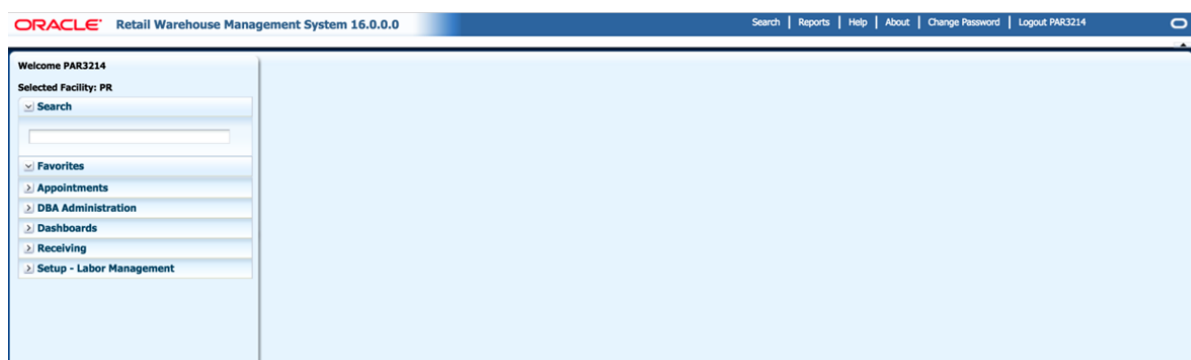 ORACLE® Retail Warehouse Management System 16.0.0.0
Search | Reports | Help | About | Change Password | Logout PAR3214
Welcome PAR3214
Selected Facility: PR
Search
Favorites
Appointments
DBA Administration
Dashboards
Receiving
Setup - Labor Management